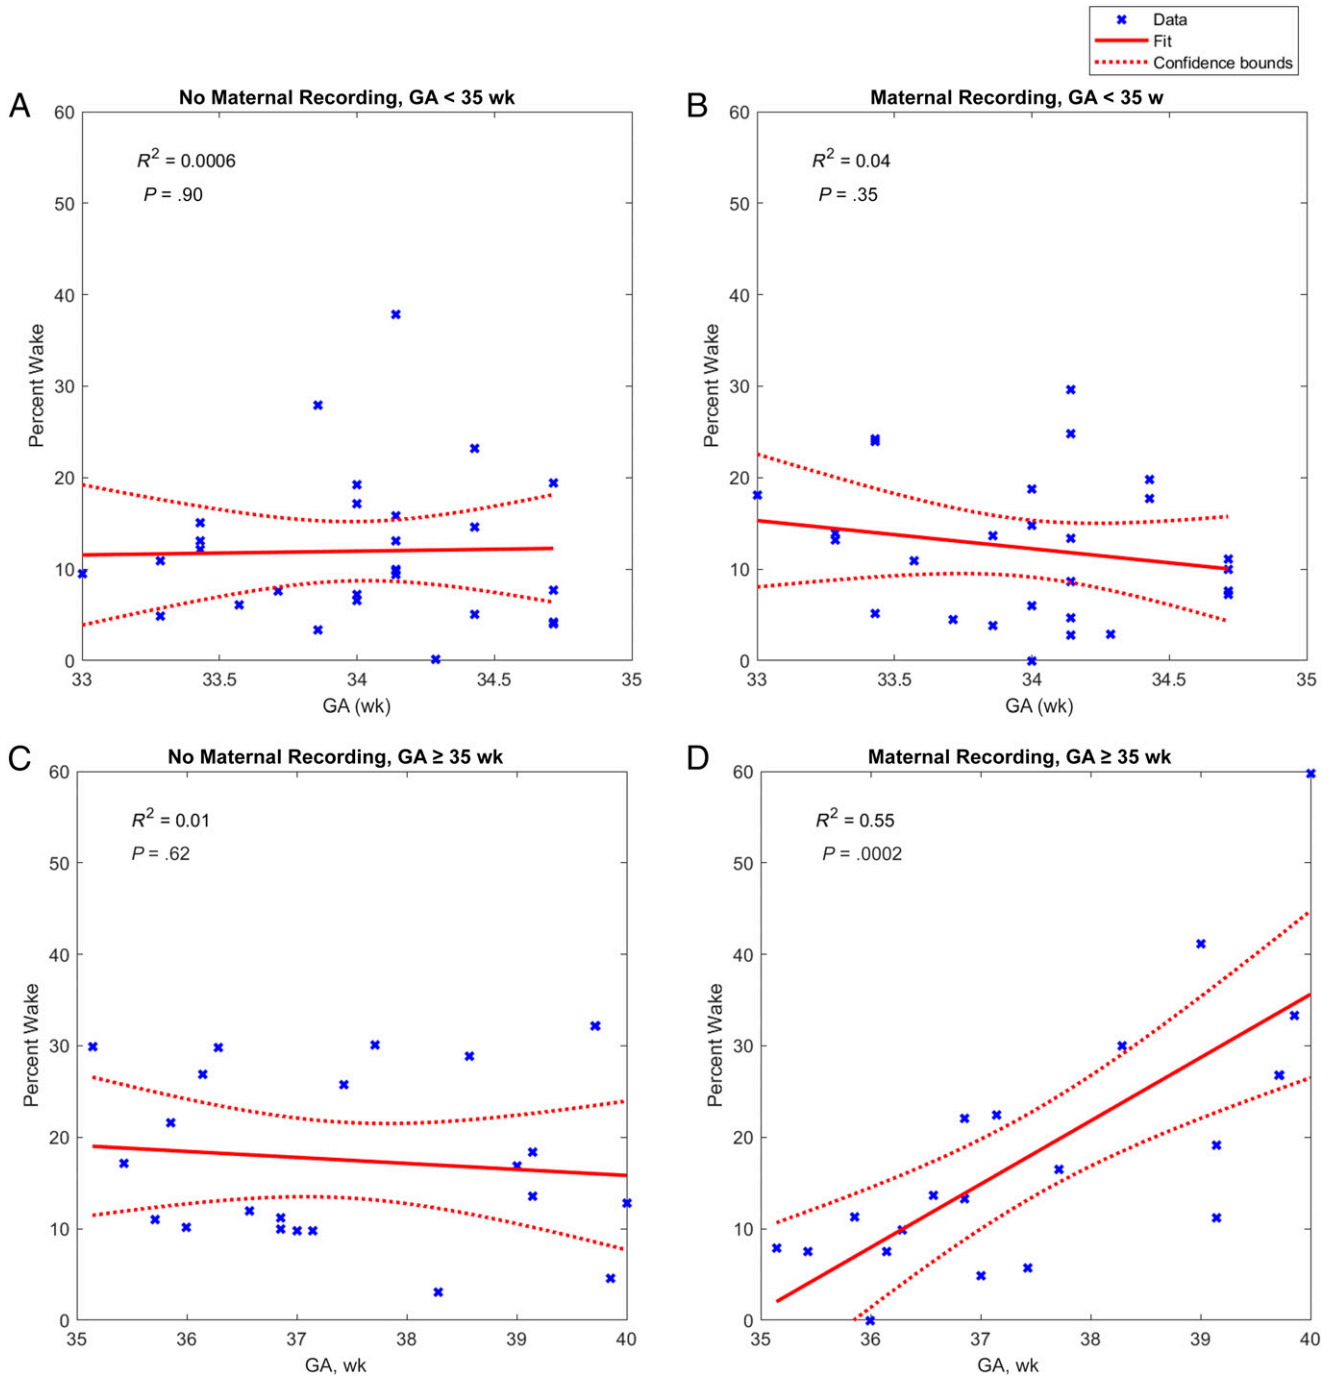 Data
Fit
Confidence bounds
A
No Maternal Recording, GA < 35 wk
R² = 0.0006
P = .90
60
50
40
30
20
10
0
Percent Wake
33
33.5
34
34.5
35
GA (wk)
B
Maternal Recording, GA < 35 w
R² = 0.04
P = .35
60
50
40
30
20
10
0
Percent Wake
33
33.5
34
34.5
35
GA (wk)
C
No Maternal Recording, GA ≥ 35 wk
R² = 0.01
P = .62
60
50
40
30
20
10
0
Percent Wake
35
36
37
38
39
40
GA, wk
D
Maternal Recording, GA ≥ 35 wk
R² = 0.55
P = .0002
60
50
40
30
20
10
0
Percent Wake
35
36
37
38
39
40
GA, wk